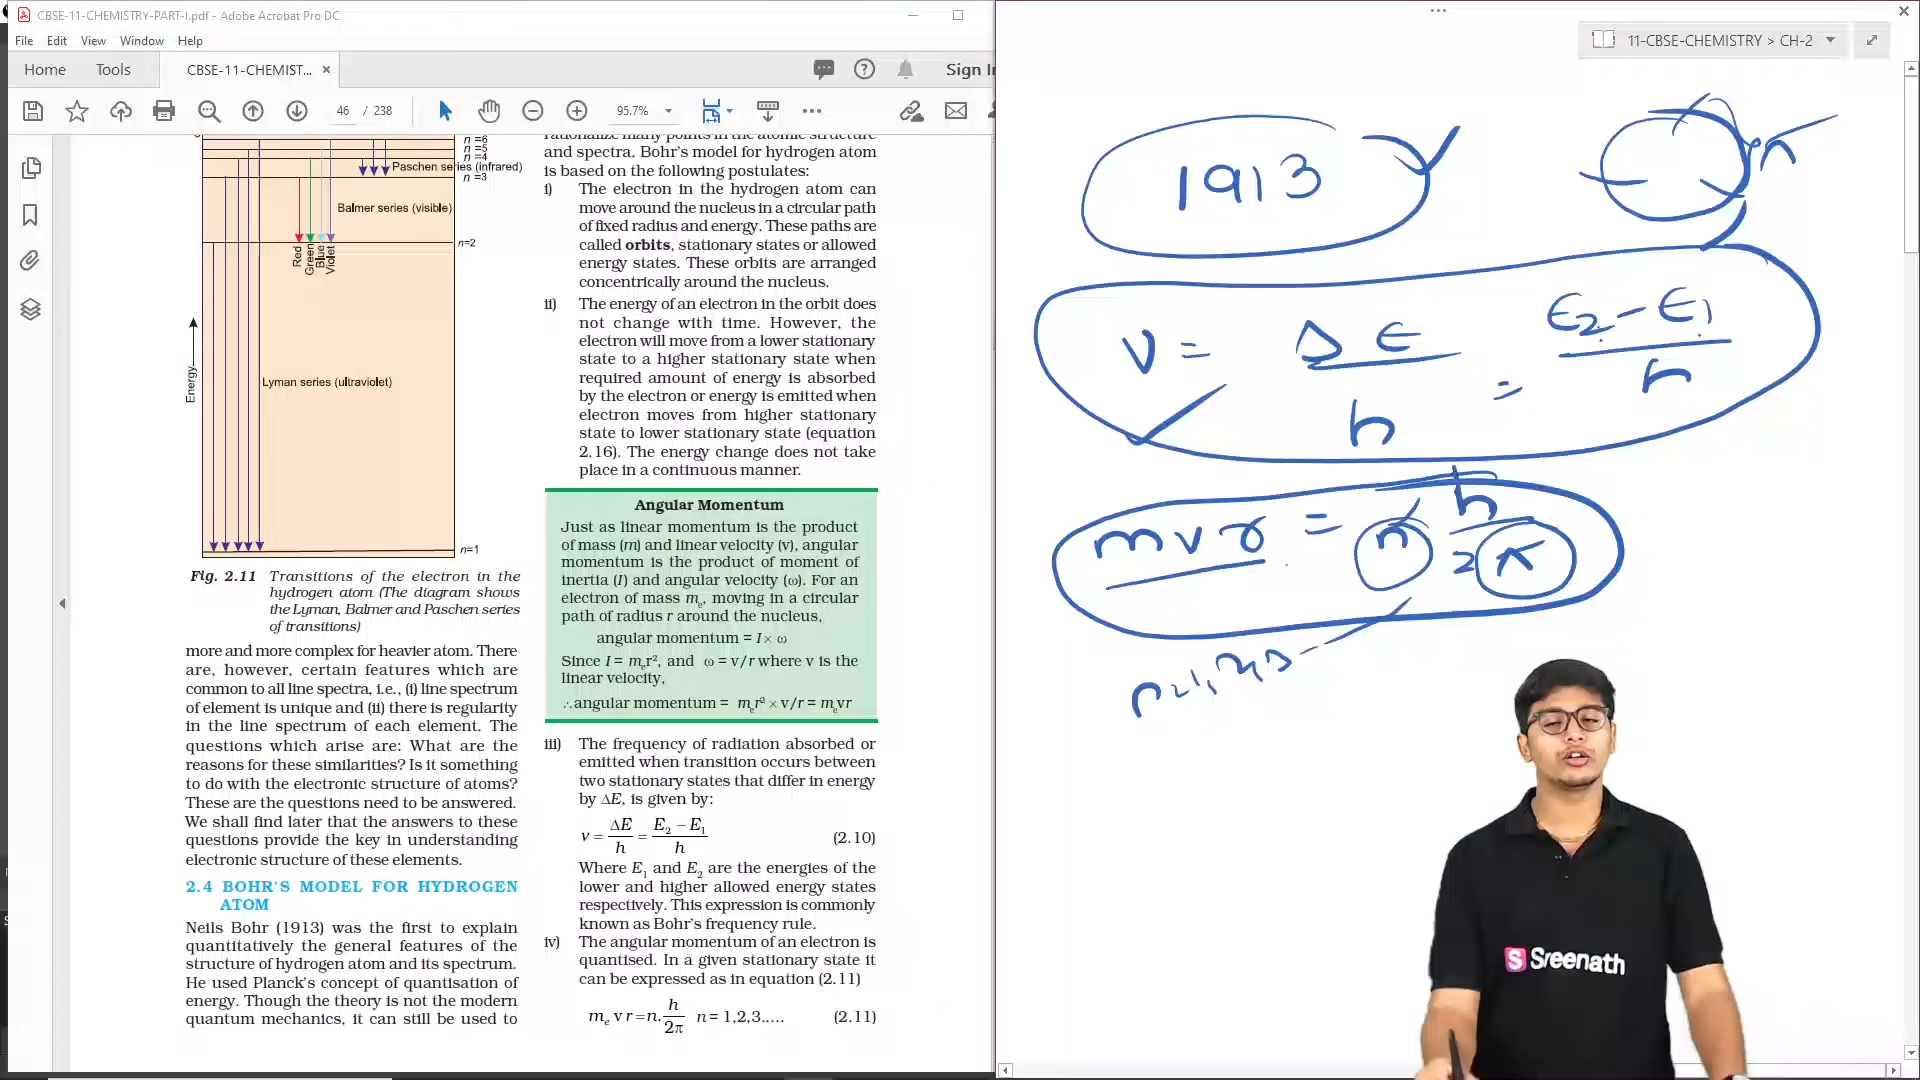 CBSE-11-CHEMISTRY-PART-I.pdf - Adobe Acrobat Pro DC
File Edit View Window Help
Home Tools CBSE-11-CHEMIST... × Sign In
46 / 238 95.7%
n =6
n =5
n =4
Paschen series (infrared)
n =3
Balmer series (visible)
n=2
Red
Green
Blue
Violet
Energy
Lyman series (ultraviolet)
n=1
Fig. 2.11 Transitions of the electron in the
hydrogen atom (The diagram shows
the Lyman, Balmer and Paschen series
of transitions)
more and more complex for heavier atom. There
are, however, certain features which are
common to all line spectra, i.e., (i) line spectrum
of element is unique and (ii) there is regularity
in the line spectrum of each element. The
questions which arise are: What are the
reasons for these similarities? Is it something
to do with the electronic structure of atoms?
These are the questions need to be answered.
We shall find later that the answers to these
questions provide the key in understanding
electronic structure of these elements.
2.4 BOHR'S MODEL FOR HYDROGEN
ATOM
Neils Bohr (1913) was the first to explain
quantitatively the general features of the
structure of hydrogen atom and its spectrum.
He used Planck's concept of quantisation of
energy. Though the theory is not the modern
quantum mechanics, it can still be used to
rationalize many points in the atomic structure
and spectra. Bohr's model for hydrogen atom
is based on the following postulates:
i) The electron in the hydrogen atom can
move around the nucleus in a circular path
of fixed radius and energy. These paths are
called orbits, stationary states or allowed
energy states. These orbits are arranged
concentrically around the nucleus.
ii) The energy of an electron in the orbit does
not change with time. However, the
electron will move from a lower stationary
state to a higher stationary state when
required amount of energy is absorbed
by the electron or energy is emitted when
electron moves from higher stationary
state to lower stationary state (equation
2.16). The energy change does not take
place in a continuous manner.
Angular Momentum
Just as linear momentum is the product
of mass (m) and linear velocity (v), angular
momentum is the product of moment of
inertia (I) and angular velocity (ω). For an
electron of mass mₑ, moving in a circular
path of radius r around the nucleus,
angular momentum = I × ω
Since I = mₑr², and ω = v/r where v is the
linear velocity,
∴angular momentum = mₑr² × v/r = mₑvr
iii) The frequency of radiation absorbed or
emitted when transition occurs between
two stationary states that differ in energy
by ΔE, is given by:
ν = ΔE/h = E₂ − E₁/h (2.10)
Where E₁ and E₂ are the energies of the
lower and higher allowed energy states
respectively. This expression is commonly
known as Bohr's frequency rule.
iv) The angular momentum of an electron is
quantised. In a given stationary state it
can be expressed as in equation (2.11)
mₑ v r = n. h/2π n = 1,2,3..... (2.11)
11-CBSE-CHEMISTRY > CH-2
1913
ν = Δ E/h = E₂ − E₁/h
m v r = n h/2π
Sreenath